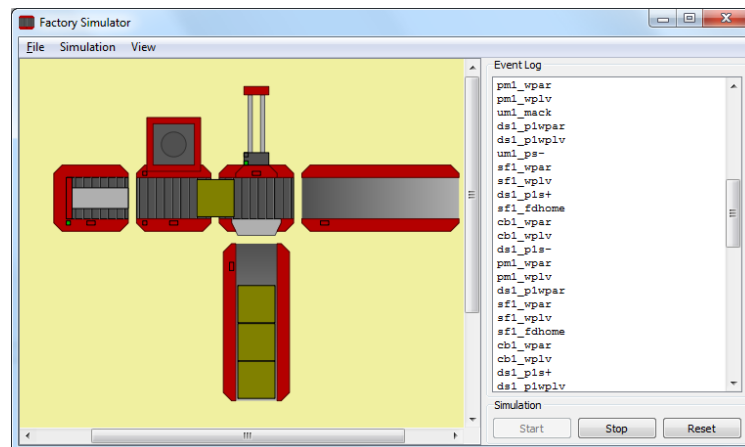 Factory Simulator
File Simulation View
Event Log
pm1_wpar
pm1_wplv
um1_mack
ds1_p1wpar
ds1_p1wplv
um1_ps-
sf1_wpar
sf1_wplv
ds1_p1s+
sf1_fdhome
cb1_wpar
cb1_wplv
ds1_p1s-
pm1_wpar
pm1_wplv
ds1_p1wpar
sf1_wpar
sf1_wplv
sf1_fdhome
cb1_wpar
cb1_wplv
ds1_p1s+
ds1_p1wplv
Simulation
Start Stop Reset